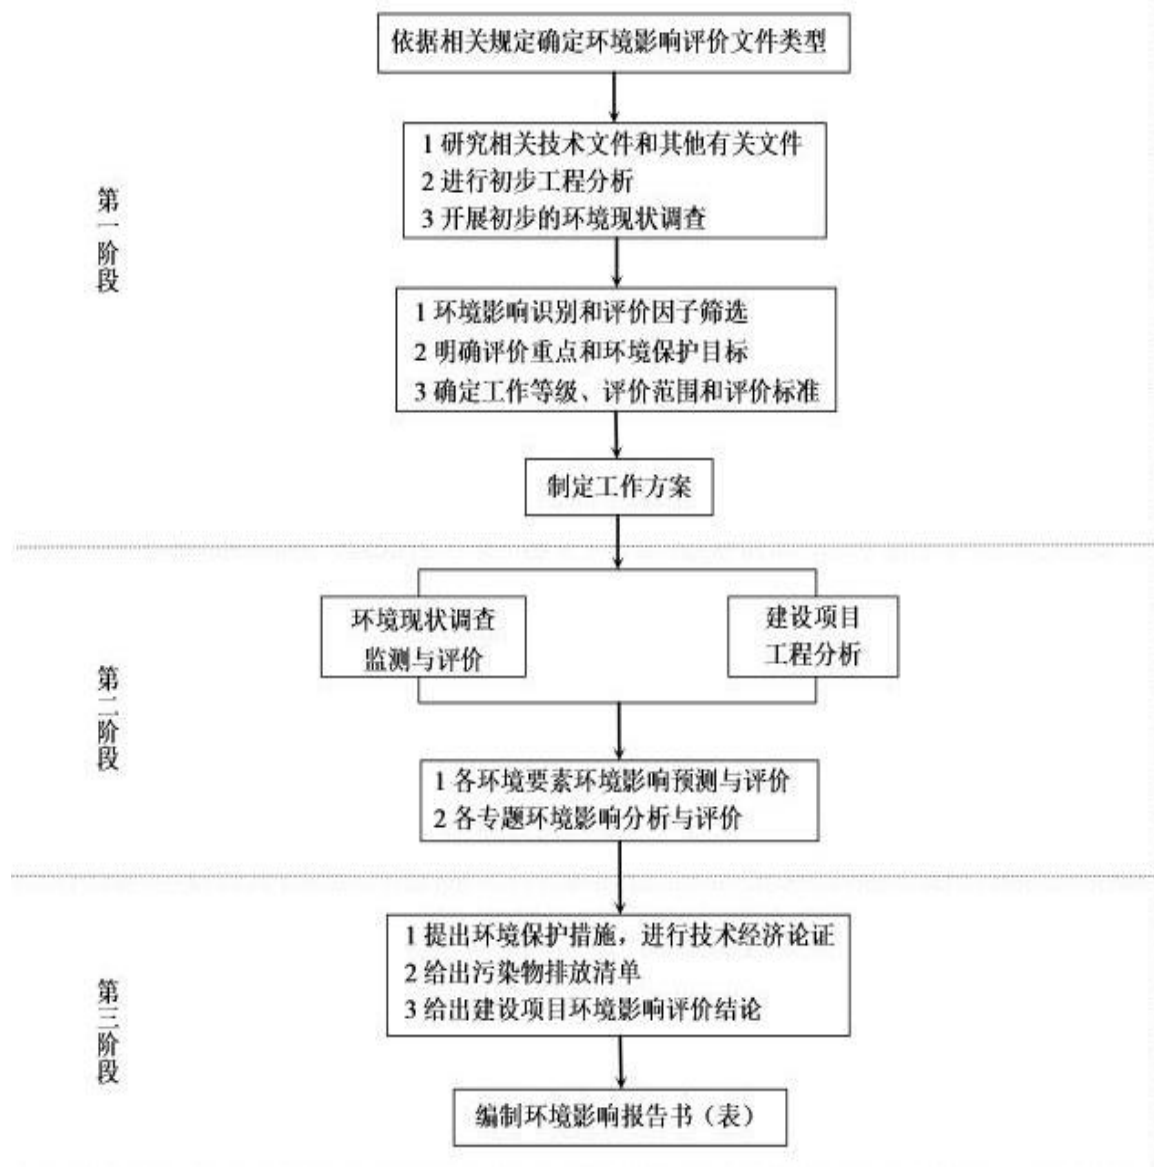 依据相关规定确定环境影响评价文件类型
1 研究相关技术文件和其他有关文件
2 进行初步工程分析
3 开展初步的环境现状调查
第一阶段
1 环境影响识别和评价因子筛选
2 明确评价重点和环境保护目标
3 确定工作等级、评价范围和评价标准
制定工作方案
环境现状调查
监测与评价
建设项目
工程分析
第二阶段
1 各环境要素环境影响预测与评价
2 各专题环境影响分析与评价
1 提出环境保护措施，进行技术经济论证
2 给出污染物排放清单
3 给出建设项目环境影响评价结论
第三阶段
编制环境影响报告书（表）